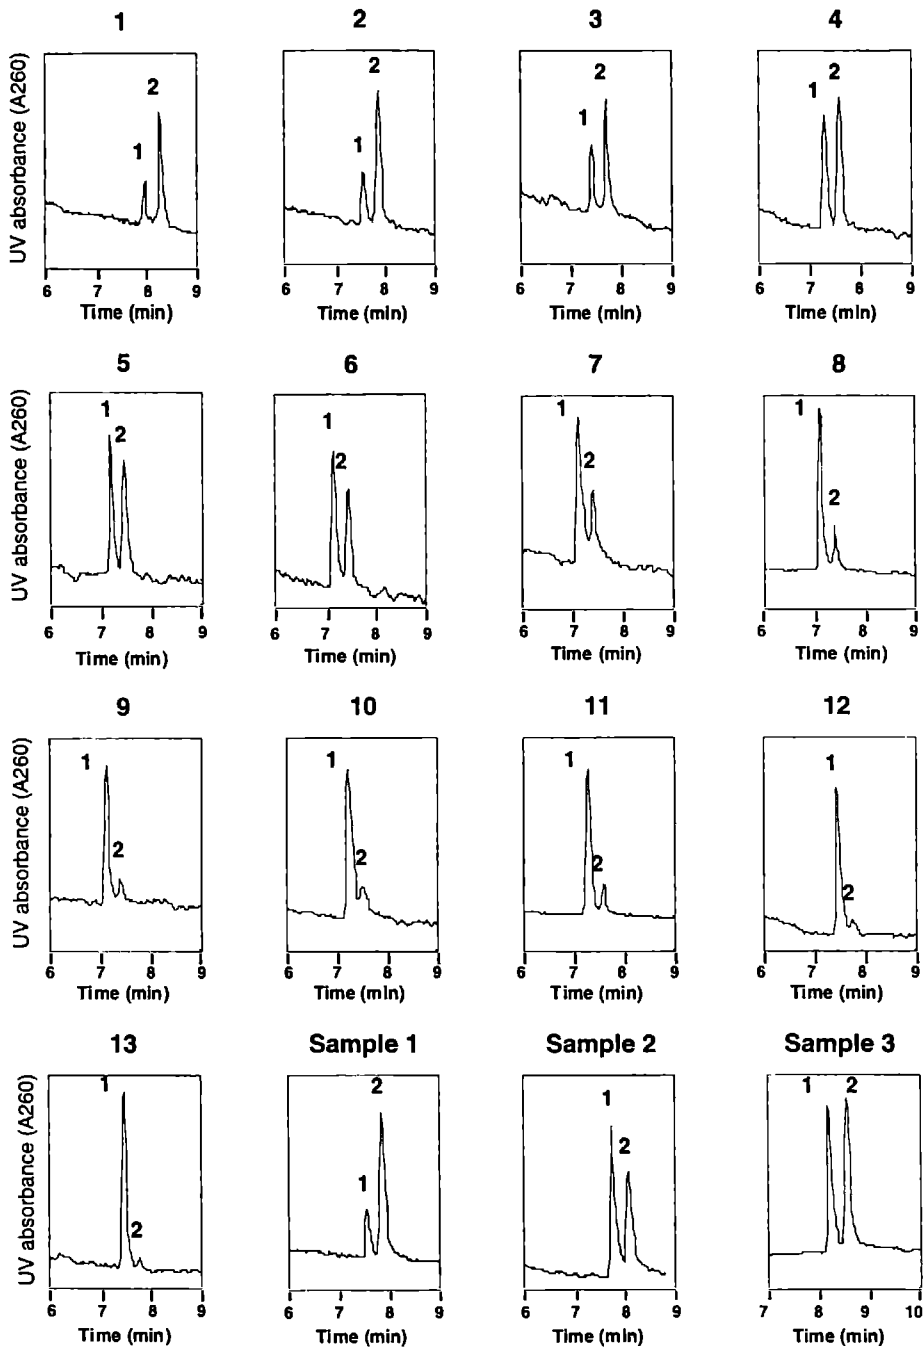 1 2 3 4
UV absorbance (A260)
1 2 1 2 1 2 1 2
6 7 8 9 6 7 8 9 6 7 8 9 6 7 8 9
Time (min) Time (min) Time (min) Time (min)
5 6 7 8
UV absorbance (A260)
1 2 1 2 1 2 1 2
6 7 8 9 6 7 8 9 6 7 8 9 6 7 8 9
Time (min) Time (min) Time (min) Time (min)
9 10 11 12
UV absorbance (A260)
1 2 1 2 1 2 1 2
6 7 8 9 6 7 8 9 6 7 8 9 6 7 8 9
Time (min) Time (min) Time (min) Time (min)
13 Sample 1 Sample 2 Sample 3
UV absorbance (A260)
1 2 1 2 1 2 1 2
6 7 8 9 6 7 8 9 6 7 8 9 7 8 9 10
Time (min) Time (min) Time (min) Time (min)